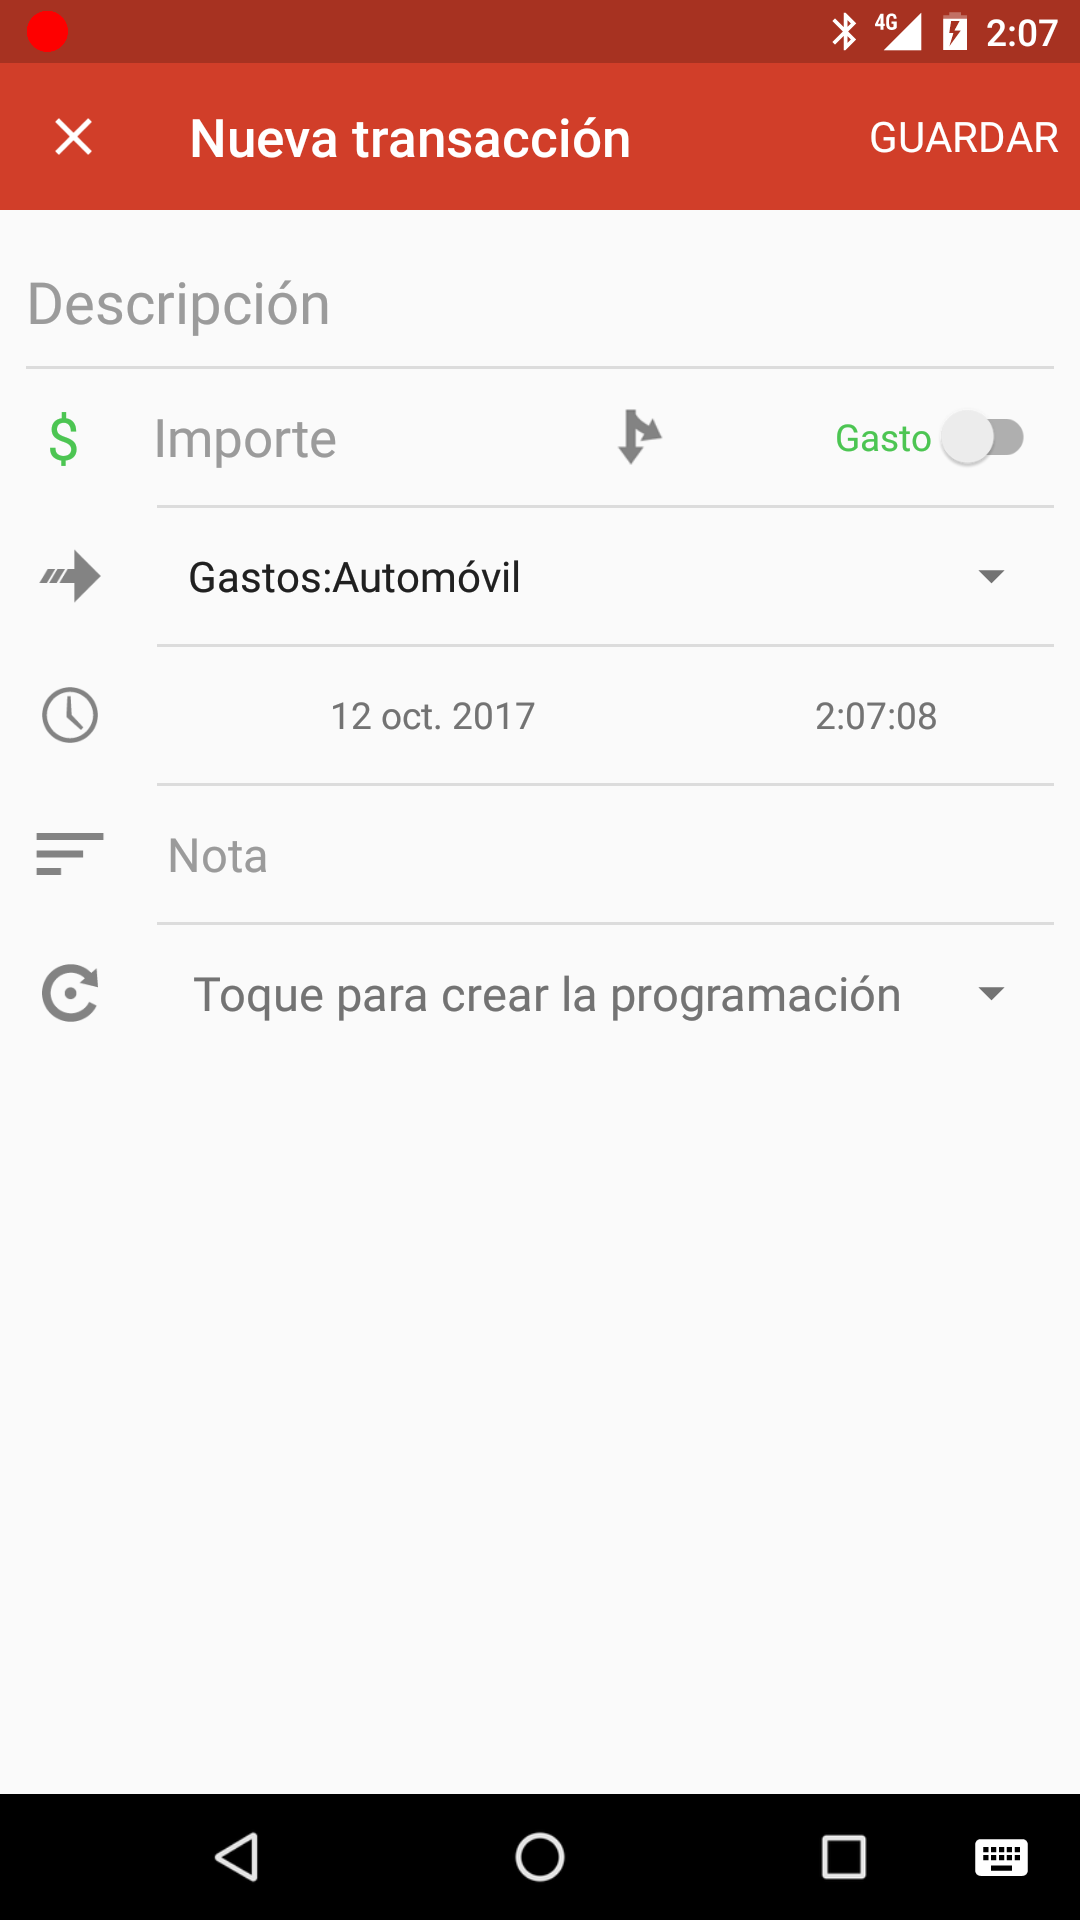 4G 2:07
Nueva transacción GUARDAR
Descripción
$ Importe Gasto
Gastos:Automóvil
12 oct. 2017 2:07:08
Nota
Toque para crear la programación